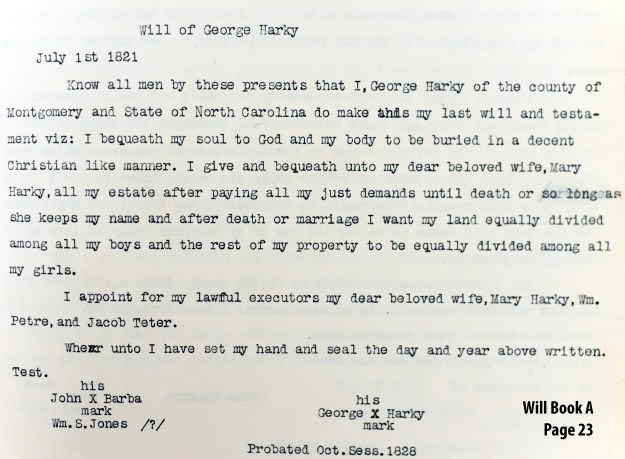 Will of George Harky
July 1st 1821
Know all men by these presents that I,George Harky of the county of
Montgomery and State of North Carolina do make this my last will and testa-
ment viz: I bequeath my soul to God and my body to be buried in a decent
Christian like manner. I give and bequeath unto my dear beloved wife,Mary
Harky,all my estate after paying all my just demands until death or so long as
she keeps my name and after death or marriage I want my land equally divided
among all my boys and the rest of my property to be equally divided among all
my girls.
I appoint for my lawful executors my dear beloved wife,Mary Harky,Wm.
Petre,and Jacob Teter.
Wher unto I have set my hand and seal the day and year above written.
Test.
his
John X Barba
mark
Wm.S.Jones /?/
his
George X Harky
mark
Probated Oct.Sess.1828
Will Book A
Page 23